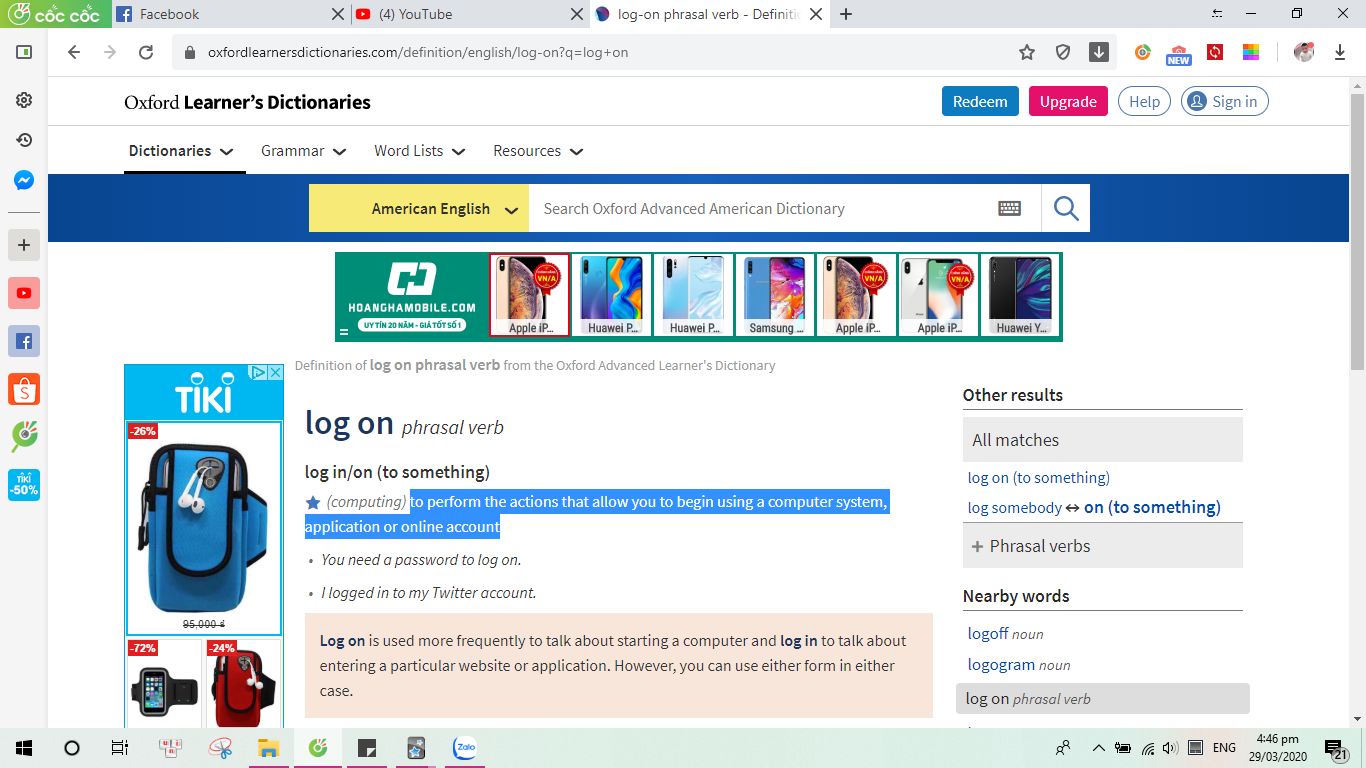 cốc cốc
Facebook
(4) YouTube
log-on phrasal verb - Definiti
oxfordlearnersdictionaries.com/definition/english/log-on?q=log+on
NEW
Oxford Learner's Dictionaries
Redeem
Upgrade
Help
Sign in
Dictionaries
Grammar
Word Lists
Resources
American English
Search Oxford Advanced American Dictionary
HOANGHAMOBILE.COM
UY TÍN 20 NĂM - GIÁ TỐT SỐ 1
VN/A
Apple iP...
Huawei P...
Huawei P...
Samsung ...
VN/A
Apple iP...
VN/A
Apple iP...
Huawei Y...
Definition of log on phrasal verb from the Oxford Advanced Learner's Dictionary
TIKI
-26%
95,000 ₫
-72%
-24%
log on phrasal verb
log in/on (to something)
(computing) to perform the actions that allow you to begin using a computer system,
application or online account
• You need a password to log on.
• I logged in to my Twitter account.
Log on is used more frequently to talk about starting a computer and log in to talk about
entering a particular website or application. However, you can use either form in either
case.
Other results
All matches
log on (to something)
log somebody ↔ on (to something)
+ Phrasal verbs
Nearby words
logoff noun
logogram noun
log on phrasal verb
TIKI
-50%
Zalo
ENG
4:46 pm
29/03/2020
21